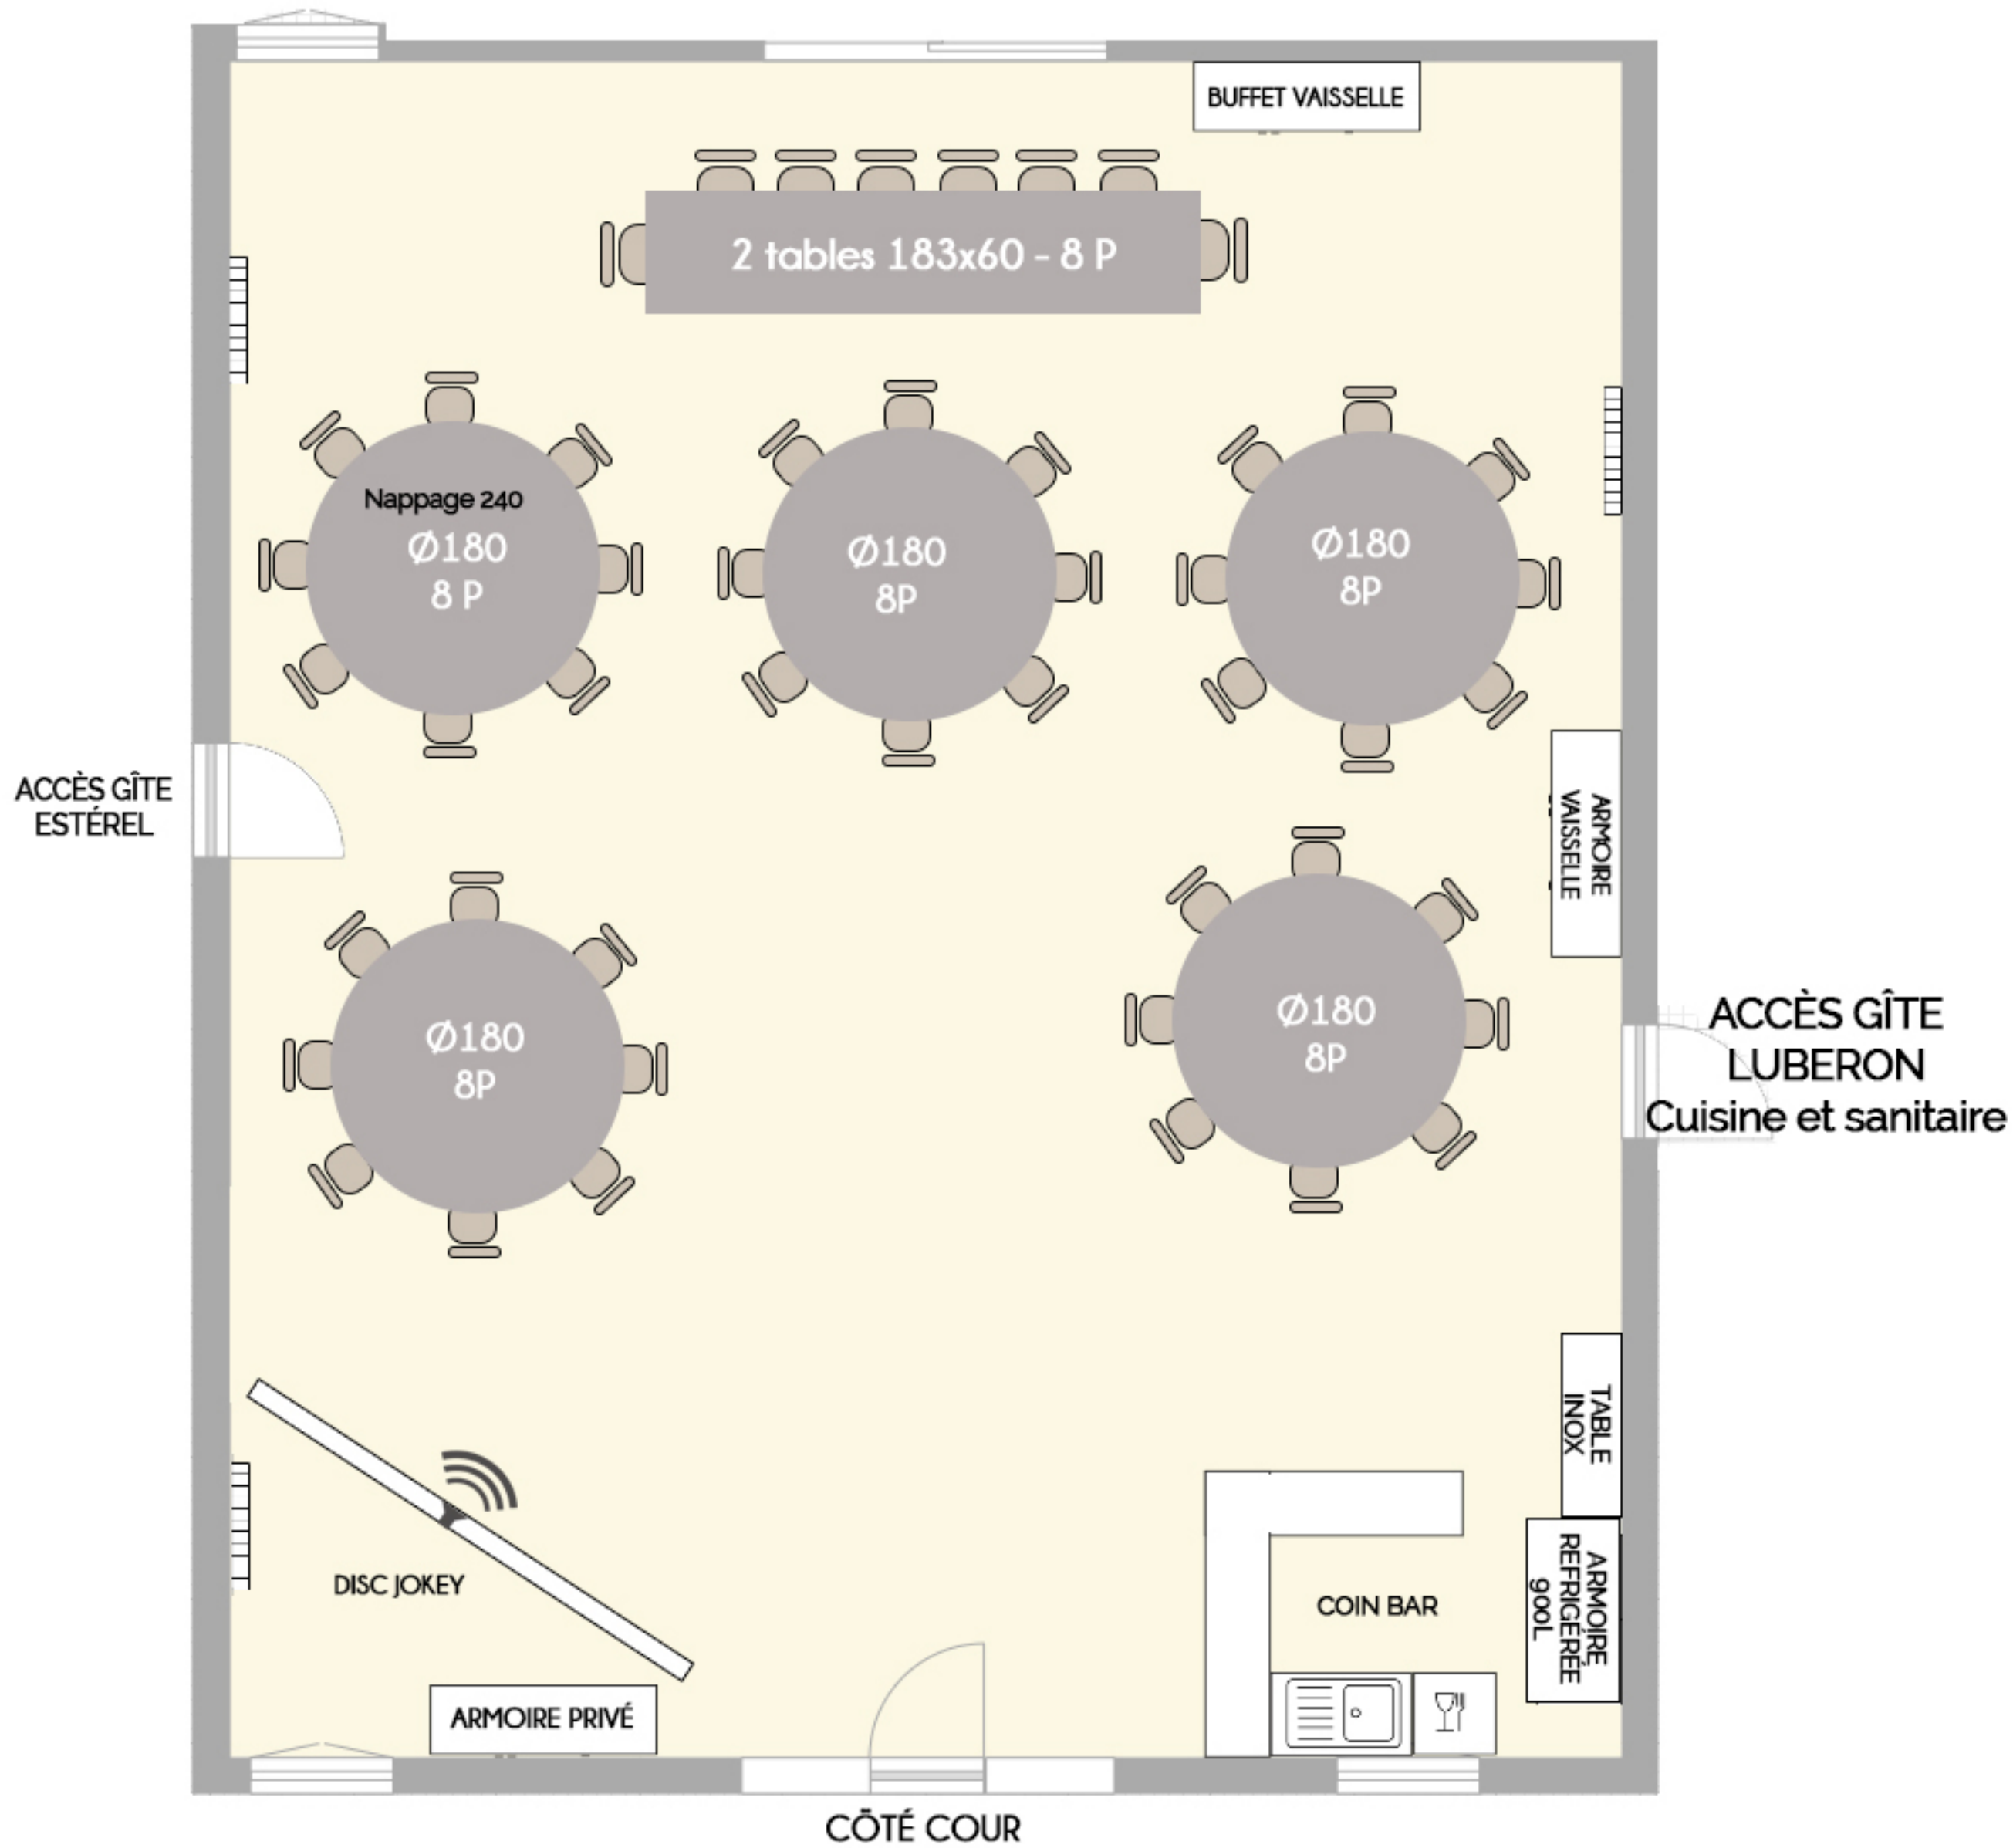 BUFFET VAISSELLE
2 tables 183x60 - 8 P
Nappage 240
Ø180
8 P
Ø180
8P
Ø180
8P
ACCÈS GÎTE
ESTÉREL
ARMOIRE
VAISSELLE
Ø180
8P
Ø180
8P
ACCÈS GÎTE
LUBERON
Cuisine et sanitaire
TABLE
INOX
DISC JOKEY
COIN BAR
ARMOIRE
REFRIGÉRÉE
900L
ARMOIRE PRIVÉ
CÔTÉ COUR